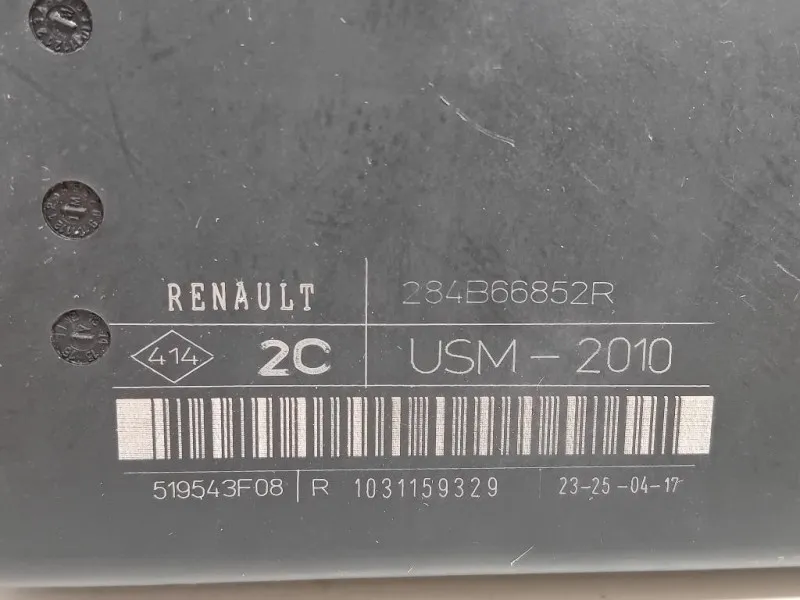 RENAULT 284B66852R
414 2C USM-2010
519543F08 R 1031159329 23-25-04-17